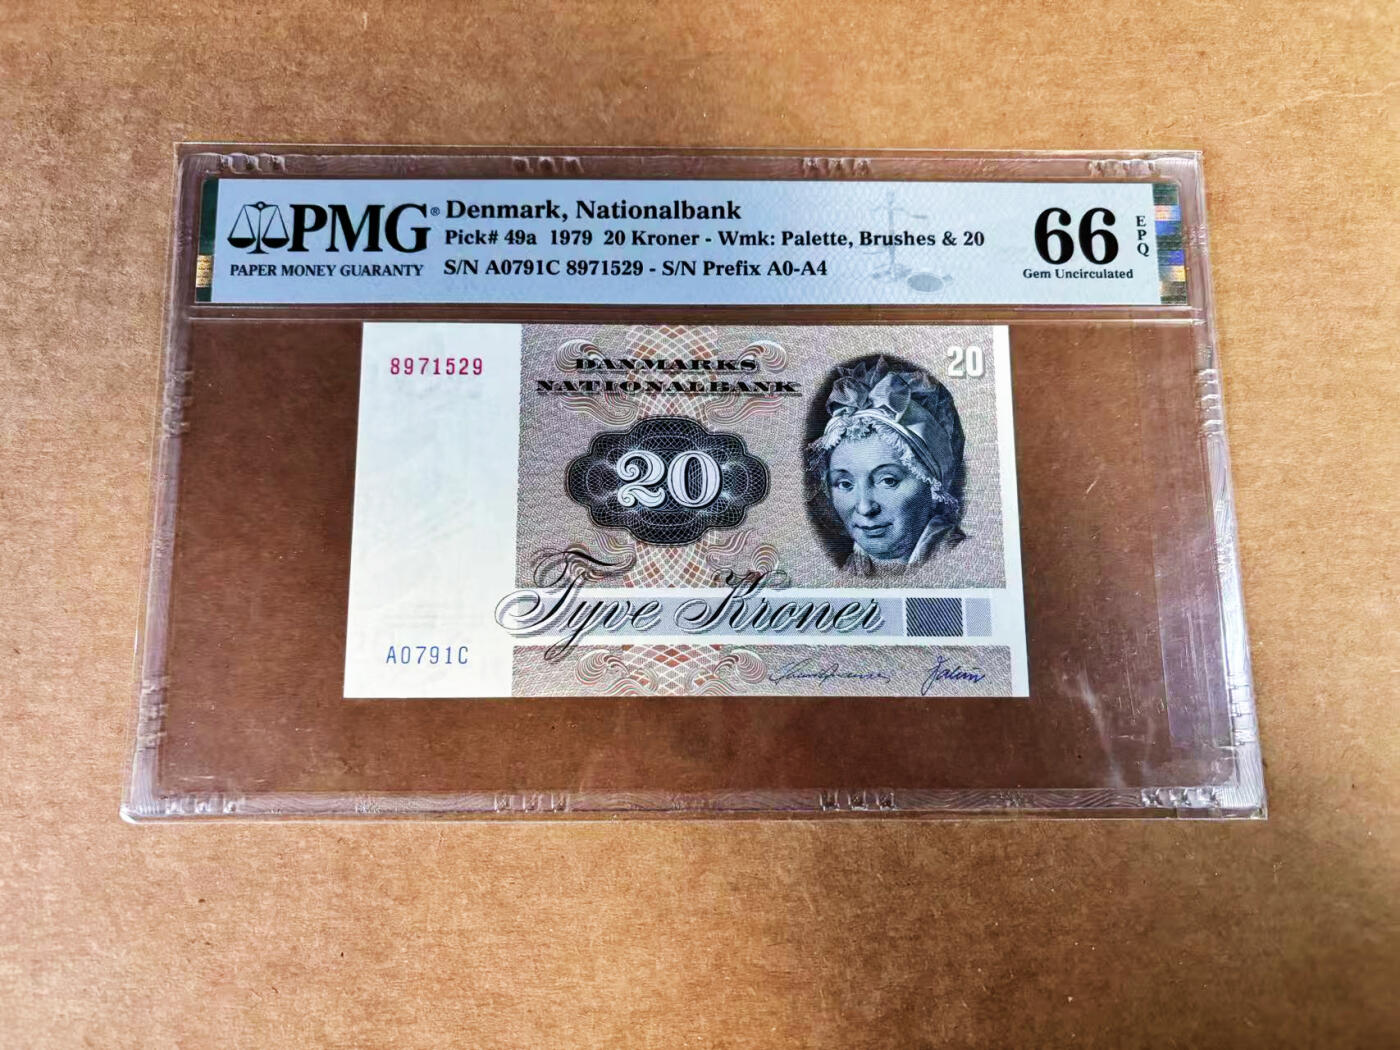 PMG®
PAPER MONEY GUARANTY
Denmark, Nationalbank
Pick# 49a 1979 20 Kroner - Wmk: Palette, Brushes & 20
S/N A0791C 8971529 - S/N Prefix A0-A4
66
EPQ
Gem Uncirculated
8971529
DANMARKS
NATIONALBANK
20
20
Tyve Kroner
A0791C